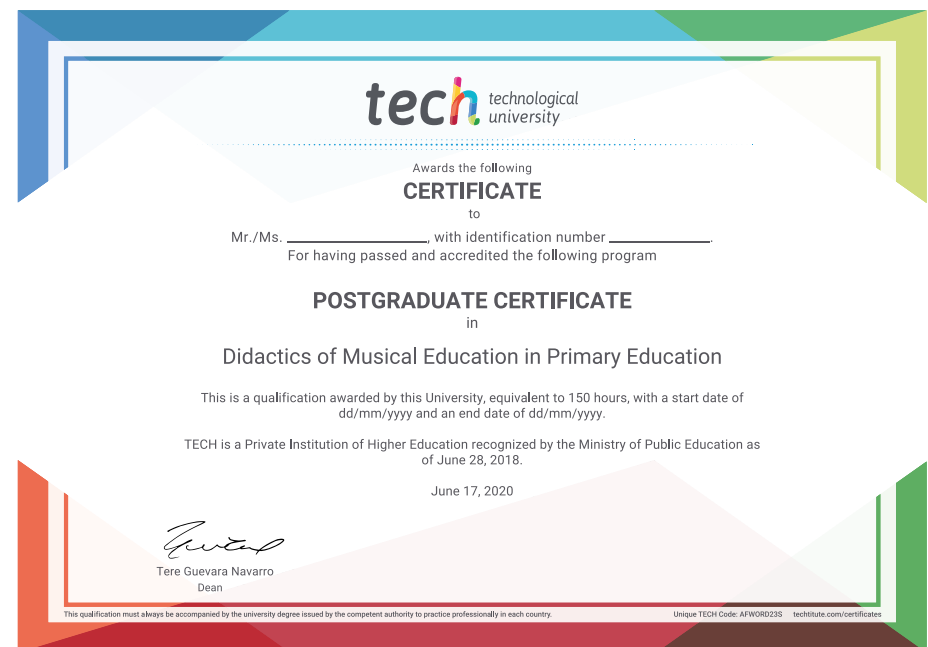 tech technological
university
Awards the following
CERTIFICATE
to
Mr./Ms. ____________________, with identification number ______________.
For having passed and accredited the following program
POSTGRADUATE CERTIFICATE
in
Didactics of Musical Education in Primary Education
This is a qualification awarded by this University, equivalent to 150 hours, with a start date of
dd/mm/yyyy and an end date of dd/mm/yyyy.
TECH is a Private Institution of Higher Education recognized by the Ministry of Public Education as
of June 28, 2018.
June 17, 2020
Tere Guevara Navarro
Dean
This qualification must always be accompanied by the university degree issued by the competent authority to practice professionally in each country.
Unique TECH Code: AFWORD23S techtitute.com/certificates